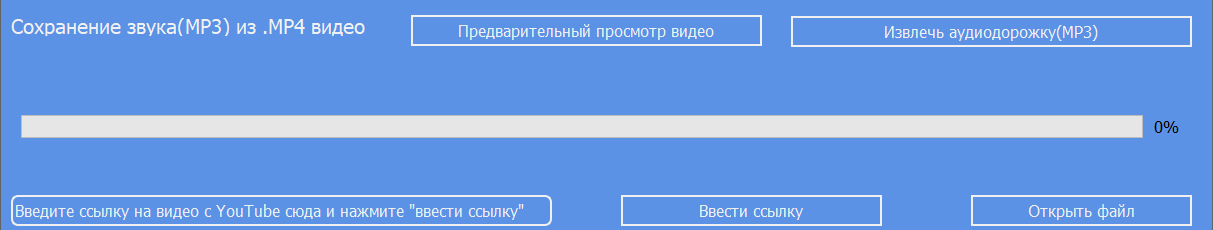 Сохранение звука(MP3) из .MP4 видео
Предварительный просмотр видео
Извлечь аудиодорожку(MP3)
0%
Введите ссылку на видео с YouTube сюда и нажмите "ввести ссылку"
Ввести ссылку
Открыть файл